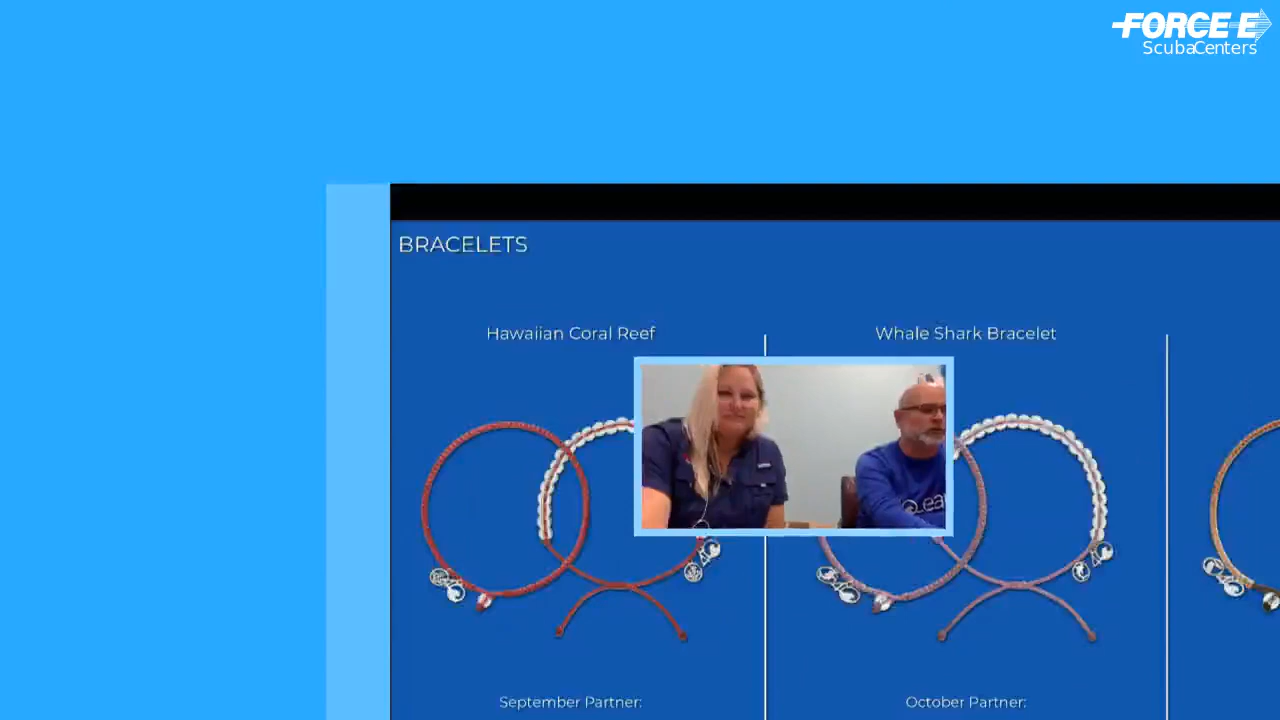 FORCE-E
ScubaCenters
BRACELETS
Hawaiian Coral Reef
Whale Shark Bracelet
September Partner:
October Partner: